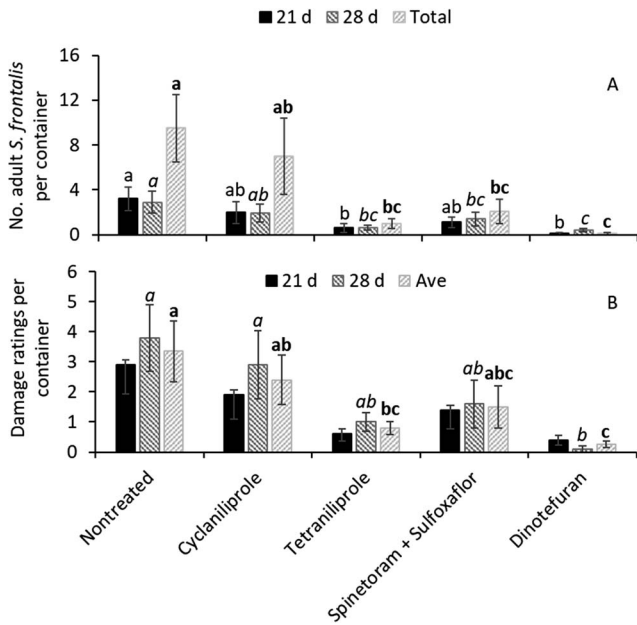 21 d 28 d Total
No. adult S. frontalis
per container
16
12
8
4
0
A
a a a
ab ab ab
b bc bc
ab bc bc
b c c
Damage ratings per
container
6
5
4
3
2
1
0
21 d 28 d Ave
B
a a
a ab
ab bc
ab abc
b c
Nontreated
Cyclaniliprole
Tetraniliprole
Spinetoram + Sulfoxaflor
Dinotefuran